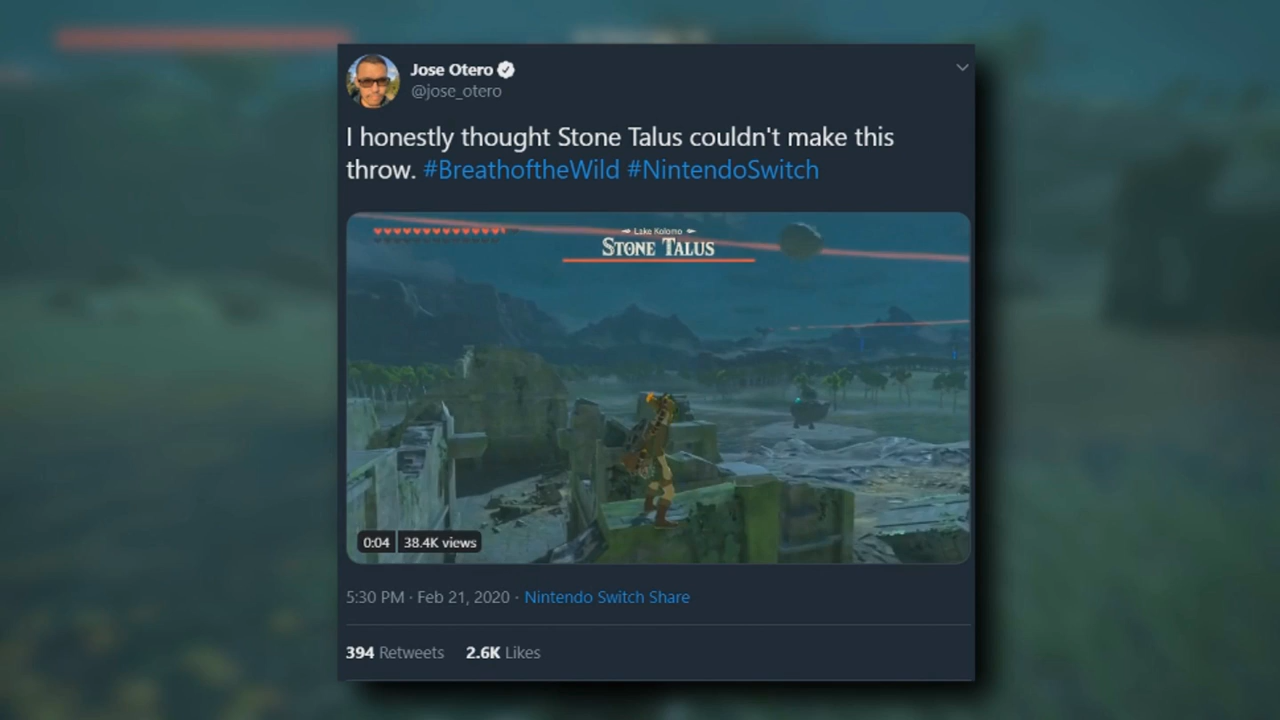 Jose Otero
@jose_otero
I honestly thought Stone Talus couldn't make this
throw. #BreathoftheWild #NintendoSwitch
Lake Kolomo
STONE TALUS
0:04 38.4K views
5:30 PM · Feb 21, 2020 · Nintendo Switch Share
394 Retweets 2.6K Likes